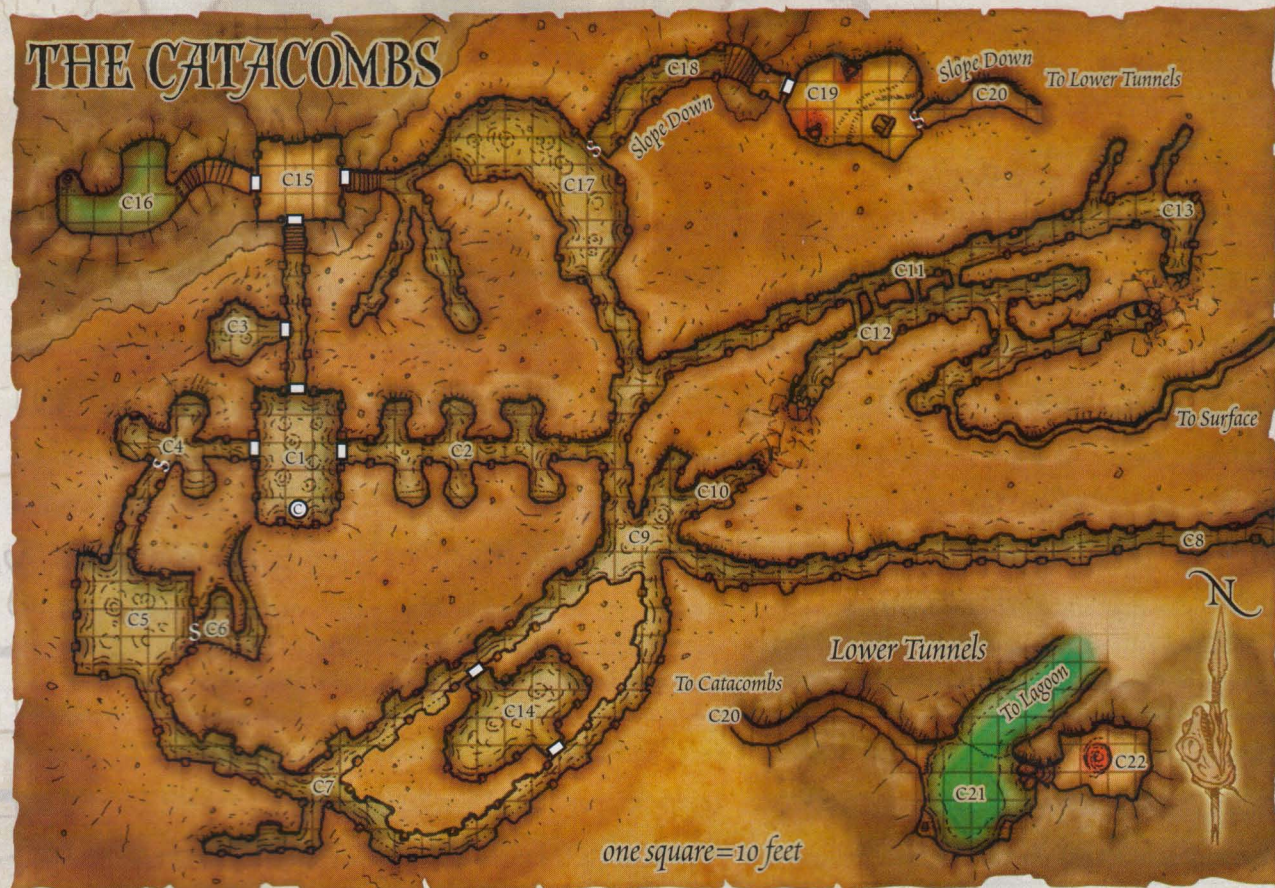 THE CATACOMBS
C18
Slope Down
C19
Slope Down
C20
To Lower Tunnels
S
S
C15
C16
C17
C13
C11
C12
C3
To Surface
C4
S
C1
C2
C
C10
C9
C8
N
C5
S
C6
Lower Tunnels
To Catacombs
C20
To Lagoon
C14
C7
C21
C22
one square=10 feet